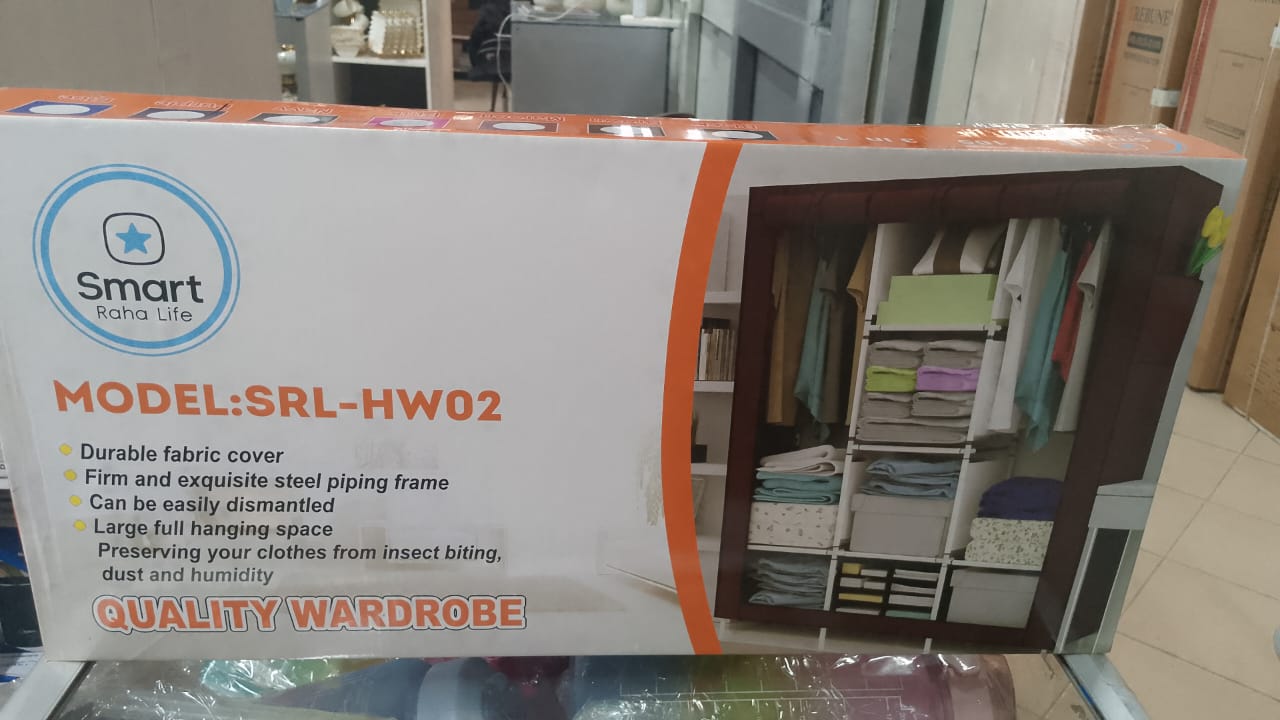 REBUNE
Smart
Raha Life
MODEL:SRL-HW02
Durable fabric cover
Firm and exquisite steel piping frame
Can be easily dismantled
Large full hanging space
Preserving your clothes from insect biting,
dust and humidity
QUALITY WARDROBE